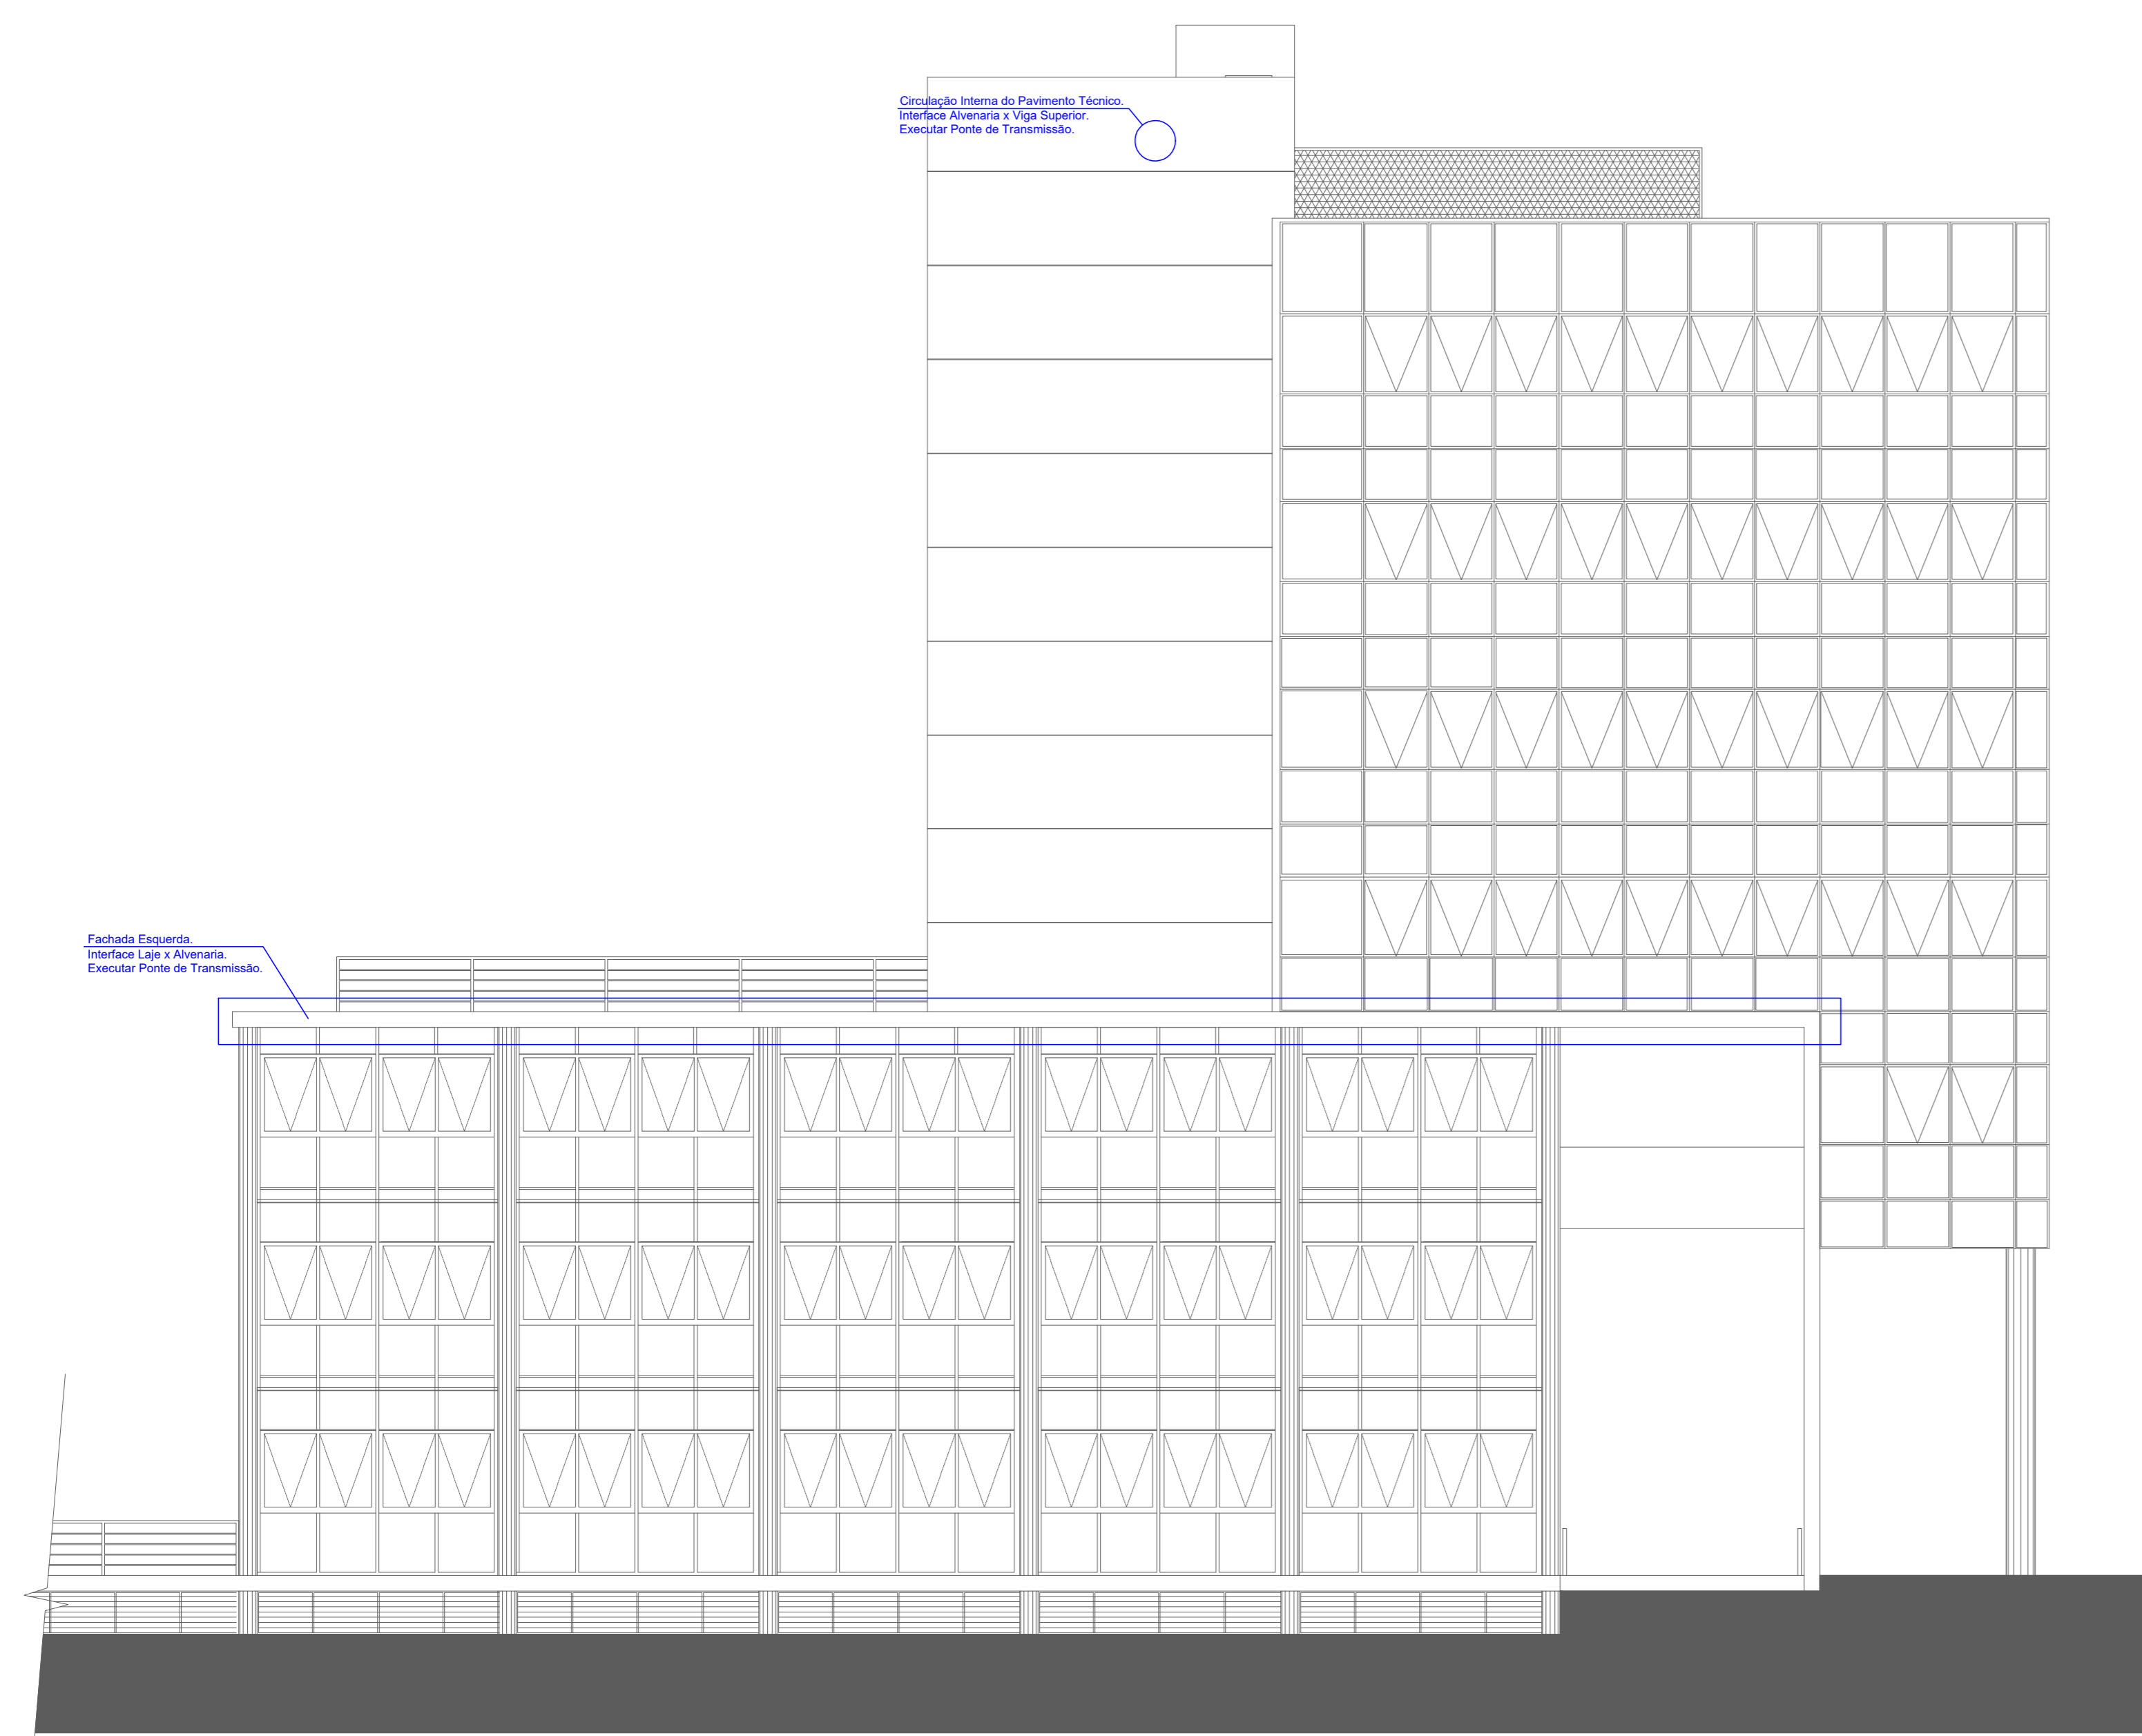 Circulação Interna do Pavimento Técnico.
Interface Alvenaria x Viga Superior.
Executar Ponte de Transmissão.
Fachada Esquerda.
Interface Laje x Alvenaria.
Executar Ponte de Transmissão.